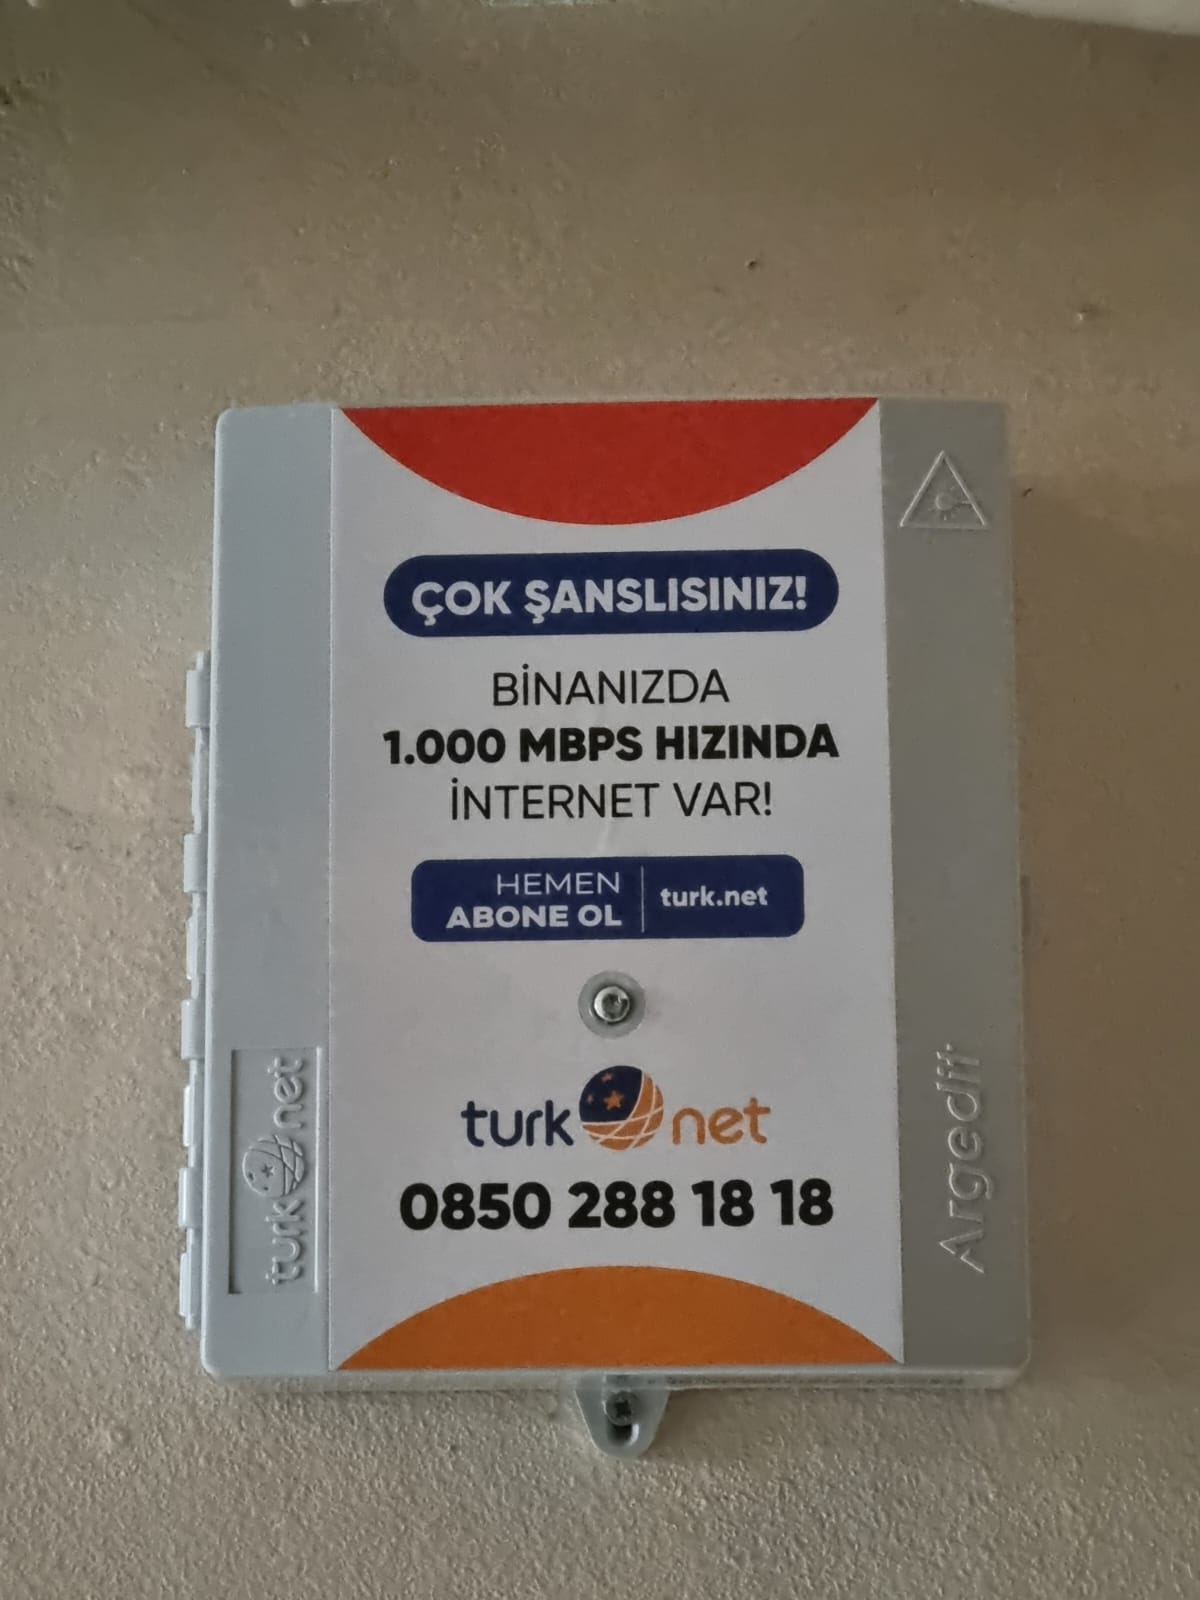 ÇOK ŞANSLISINIZ!
BİNANIZDA
1.000 MBPS HIZINDA
İNTERNET VAR!
HEMEN
ABONE OL
turk.net
turk net
0850 288 18 18
turk net
Argedit